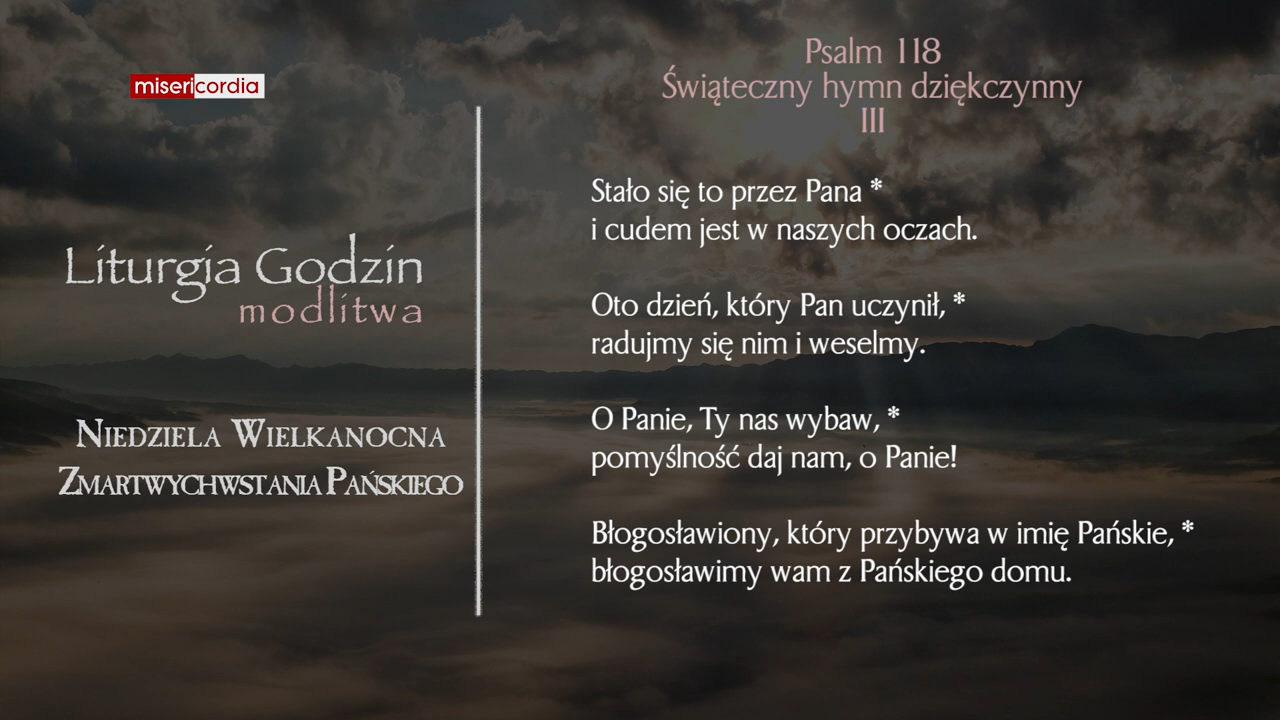 misericordia
Liturgia Godzin
modlitwa
Niedziela Wielkanocna
Zmartwychwstania Pańskiego
Psalm 118
Świąteczny hymn dziękczynny
III
Stało się to przez Pana *
i cudem jest w naszych oczach.
Oto dzień, który Pan uczynił, *
radujmy się nim i weselmy.
O Panie, Ty nas wybaw, *
pomyślność daj nam, o Panie!
Błogosławiony, który przybywa w imię Pańskie, *
błogosławimy wam z Pańskiego domu.